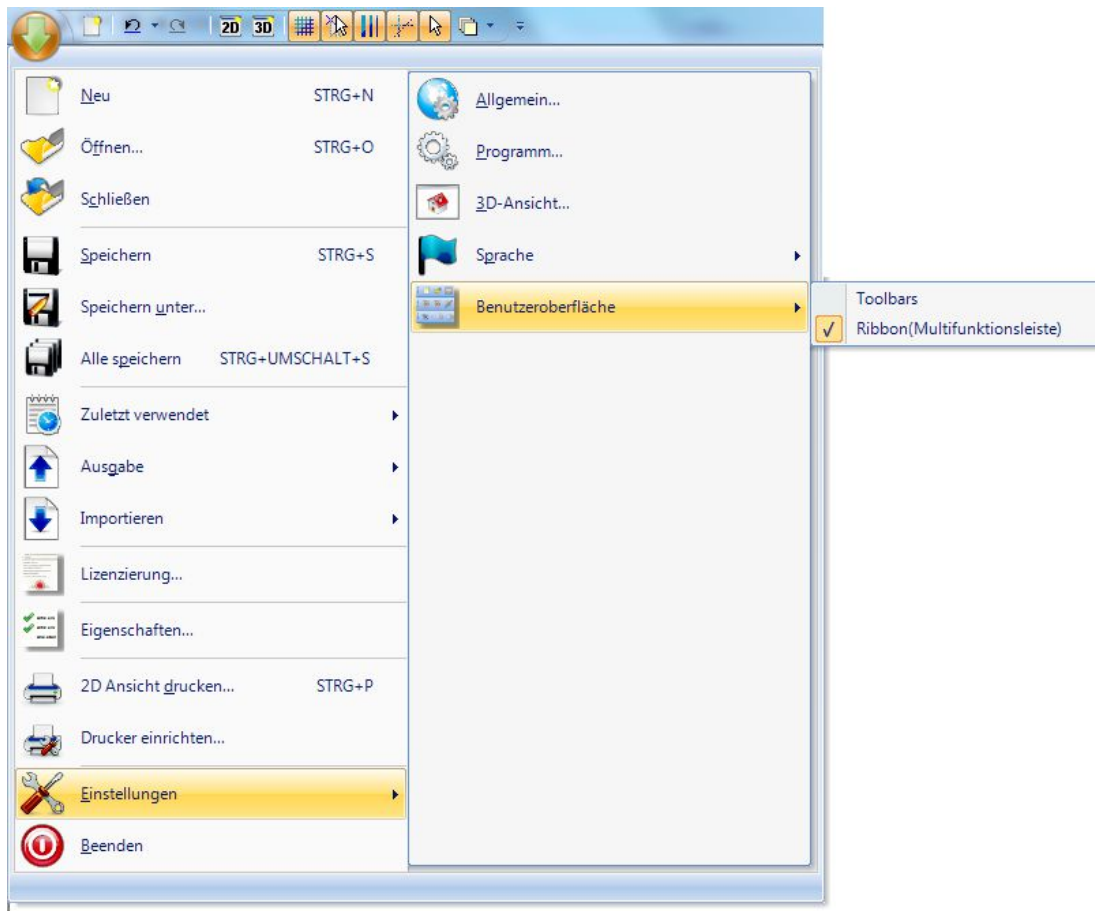 2D 3D
Neu STRG+N
Öffnen... STRG+O
Schließen
Speichern STRG+S
Speichern unter...
Alle speichern STRG+UMSCHALT+S
Zuletzt verwendet
Ausgabe
Importieren
Lizenzierung...
Eigenschaften...
2D Ansicht drucken... STRG+P
Drucker einrichten...
Einstellungen
Beenden
Allgemein...
Programm...
3D-Ansicht...
Sprache
Benutzeroberfläche
Toolbars
Ribbon(Multifunktionsleiste)